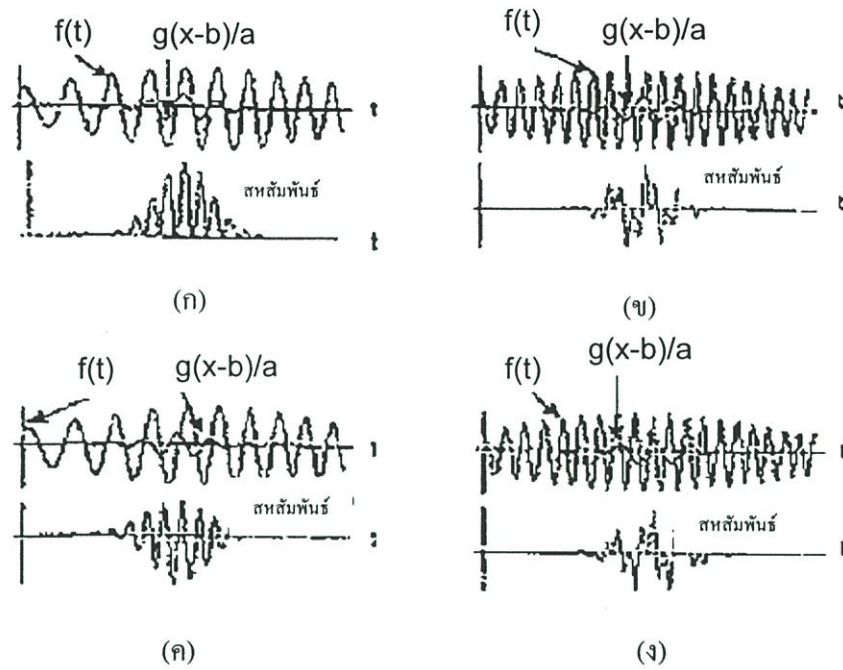 f(t) g(x-b)/a
t
สหสัมพันธ์
t
(ก)
f(t) g(x-b)/a
สหสัมพันธ์
(ข)
f(t) g(x-b)/a
สหสัมพันธ์
(ค)
f(t) g(x-b)/a
t
สหสัมพันธ์
t
(ง)